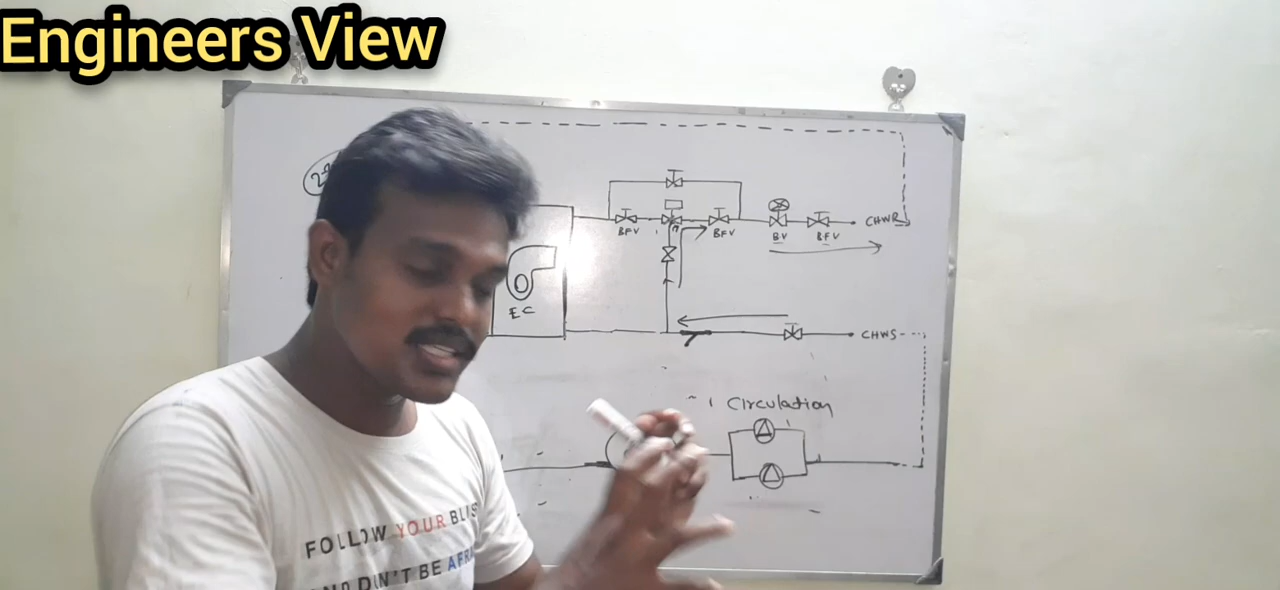 Engineers View
BFV
BFV
BV
BFV
CHWR
EC
CHWS
Circulation
FOLLOW YOUR
DON'T BE